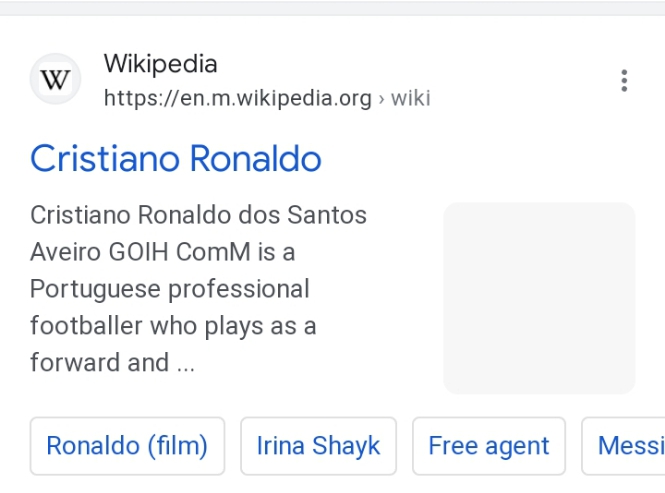 W
Wikipedia
https://en.m.wikipedia.org › wiki
Cristiano Ronaldo
Cristiano Ronaldo dos Santos
Aveiro GOIH ComM is a
Portuguese professional
footballer who plays as a
forward and ...
Ronaldo (film) Irina Shayk Free agent Messi